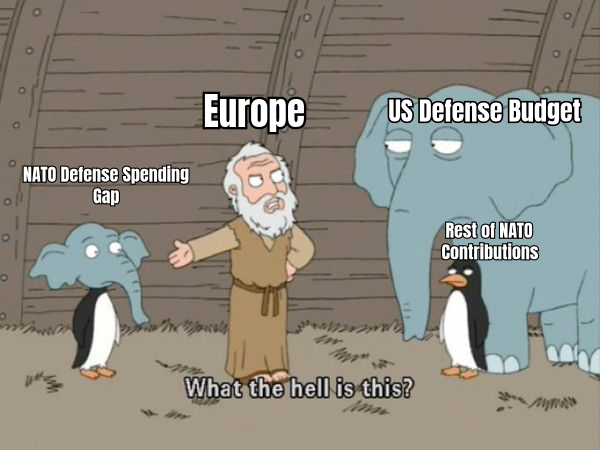 Europe
US Defense Budget
NATO Defense Spending
Gap
Rest of NATO
Contributions
What the hell is this?